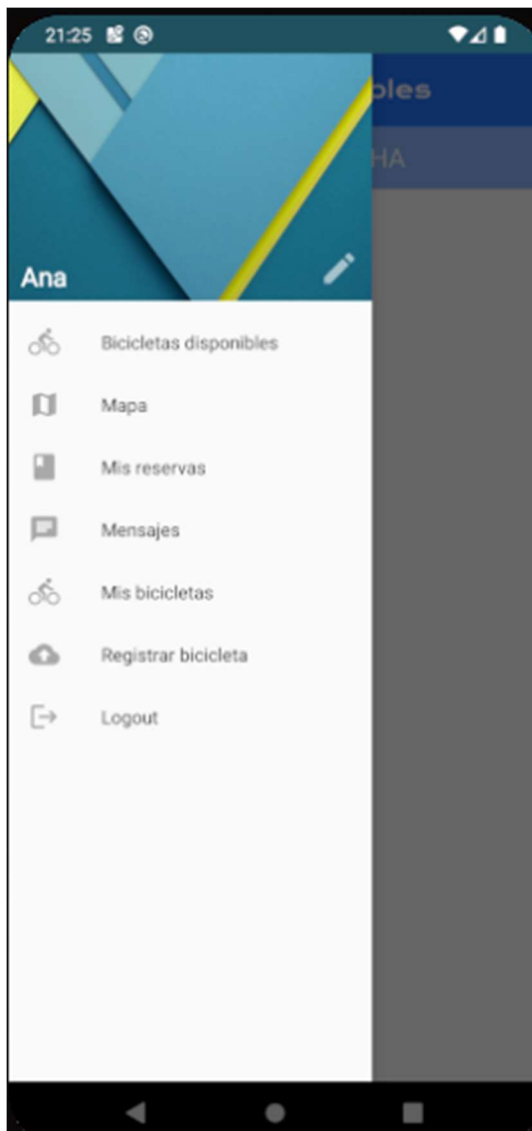 21:25
Ana
Bicicletas disponibles
Mapa
Mis reservas
Mensajes
Mis bicicletas
Registrar bicicleta
Logout